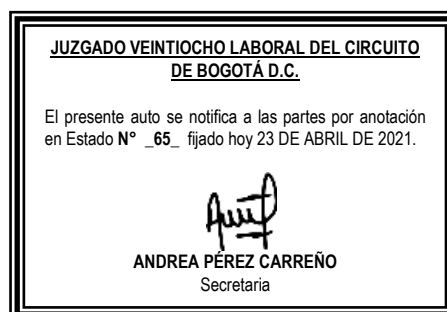 JUZGADO VEINTIOCHO LABORAL DEL CIRCUITO
DE BOGOTÁ D.C.
El presente auto se notifica a las partes por anotación
en Estado N° _65_ fijado hoy 23 DE ABRIL DE 2021.
ANDREA PÉREZ CARREÑO
Secretaria